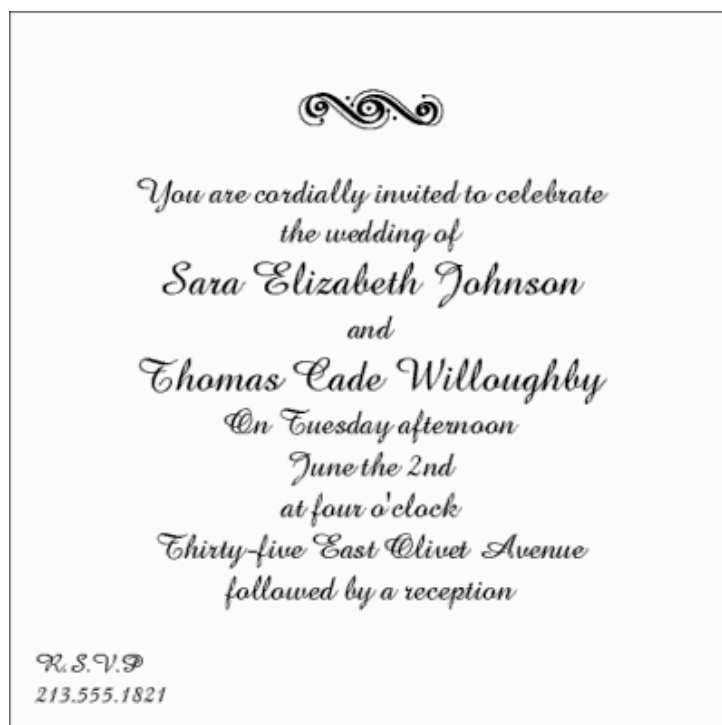 You are cordially invited to celebrate
the wedding of
Sara Elizabeth Johnson
and
Thomas Cade Willoughby
On Tuesday afternoon
June the 2nd
at four o'clock
Thirty-five East Olivet Avenue
followed by a reception
R.S.V.P
213.555.1821